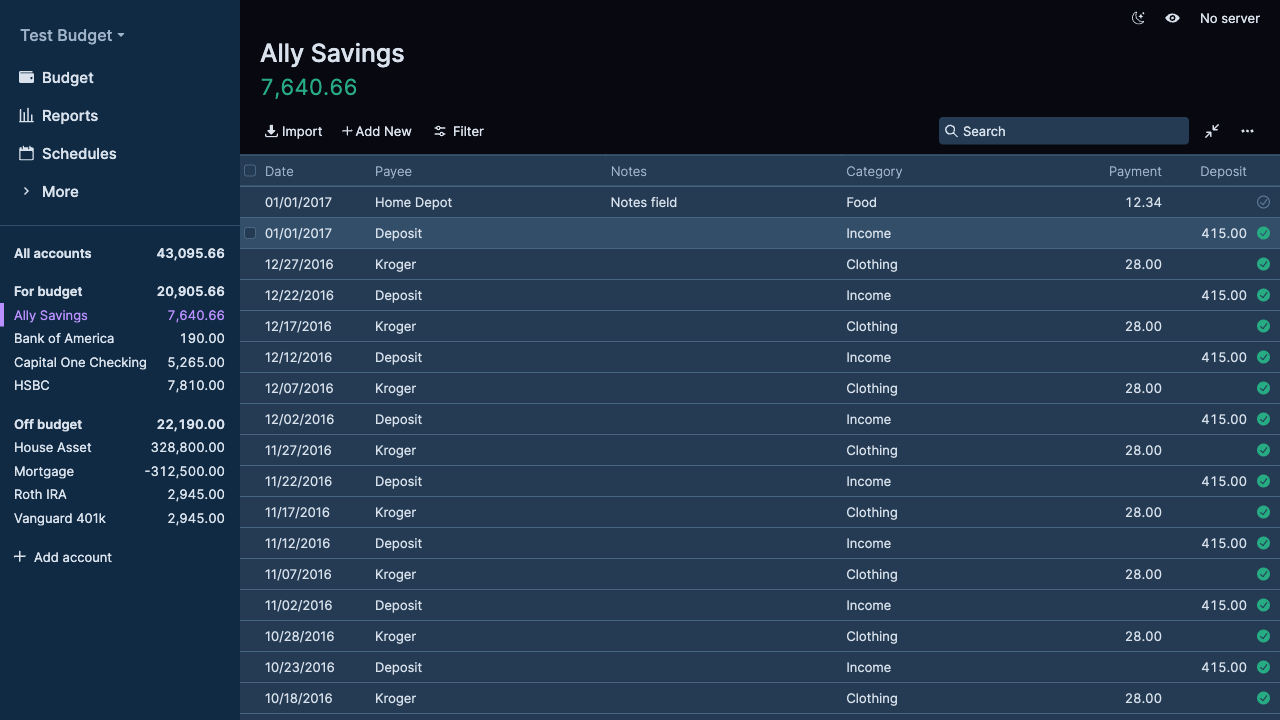 Test Budget
Budget
Reports
Schedules
More
All accounts 43,095.66
For budget 20,905.66
Ally Savings 7,640.66
Bank of America 190.00
Capital One Checking 5,265.00
HSBC 7,810.00
Off budget 22,190.00
House Asset 328,800.00
Mortgage -312,500.00
Roth IRA 2,945.00
Vanguard 401k 2,945.00
Add account
No server
Ally Savings
7,640.66
Import Add New Filter Search
Date Payee Notes Category Payment Deposit
01/01/2017 Home Depot Notes field Food 12.34
01/01/2017 Deposit Income 415.00
12/27/2016 Kroger Clothing 28.00
12/22/2016 Deposit Income 415.00
12/17/2016 Kroger Clothing 28.00
12/12/2016 Deposit Income 415.00
12/07/2016 Kroger Clothing 28.00
12/02/2016 Deposit Income 415.00
11/27/2016 Kroger Clothing 28.00
11/22/2016 Deposit Income 415.00
11/17/2016 Kroger Clothing 28.00
11/12/2016 Deposit Income 415.00
11/07/2016 Kroger Clothing 28.00
11/02/2016 Deposit Income 415.00
10/28/2016 Kroger Clothing 28.00
10/23/2016 Deposit Income 415.00
10/18/2016 Kroger Clothing 28.00